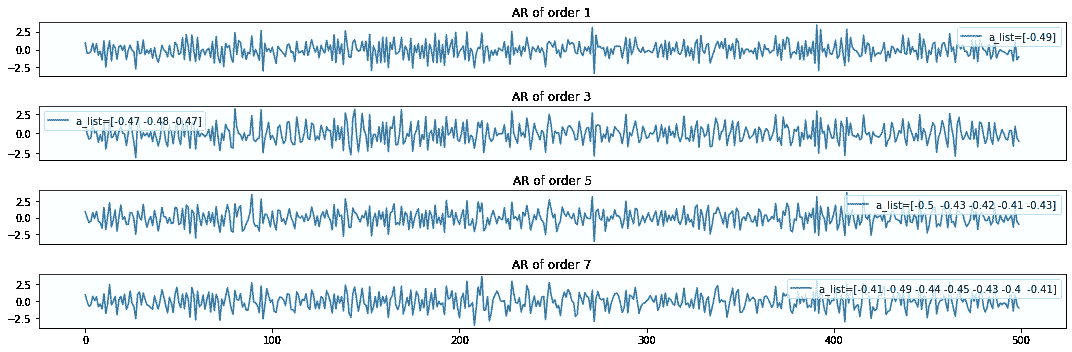 AR of order 1
2.5
0.0
−2.5
a_list=[-0.49]
AR of order 3
2.5
0.0
−2.5
a_list=[-0.47 -0.48 -0.47]
AR of order 5
2.5
0.0
−2.5
a_list=[-0.5 -0.43 -0.42 -0.41 -0.43]
AR of order 7
2.5
0.0
−2.5
a_list=[-0.41 -0.49 -0.44 -0.45 -0.43 -0.4 -0.41]
0 100 200 300 400 500